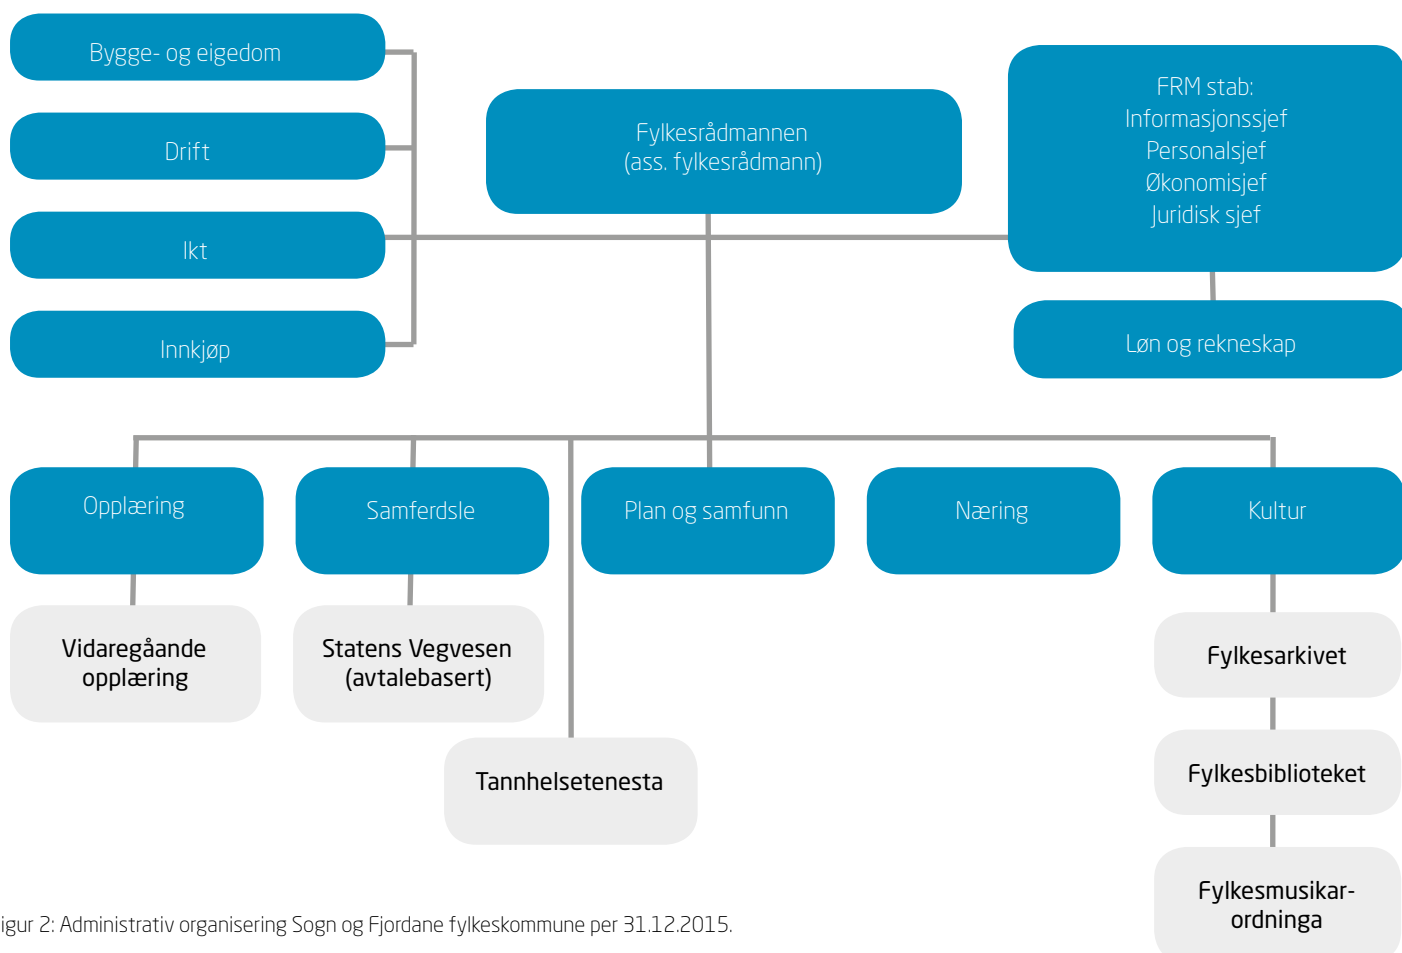 Bygge- og eigedom
Drift
Ikt
Innkjøp
Fylkesrådmannen
(ass. fylkesrådmann)
FRM stab:
Informasjonssjef
Personalsjef
Økonomisjef
Juridisk sjef
Løn og rekneskap
Opplæring
Samferdsle
Plan og samfunn
Næring
Kultur
Vidaregåande
opplæring
Statens Vegvesen
(avtalebasert)
Tannhelsetenesta
Fylkesarkivet
Fylkesbiblioteket
Fylkesmusikar-
ordninga
igur 2: Administrativ organisering Sogn og Fjordane fylkeskommune per 31.12.2015.